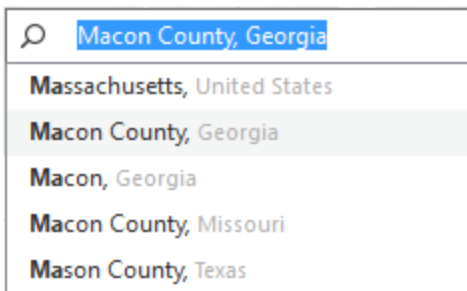 Macon County, Georgia
Massachusetts, United States
Macon County, Georgia
Macon, Georgia
Macon County, Missouri
Mason County, Texas